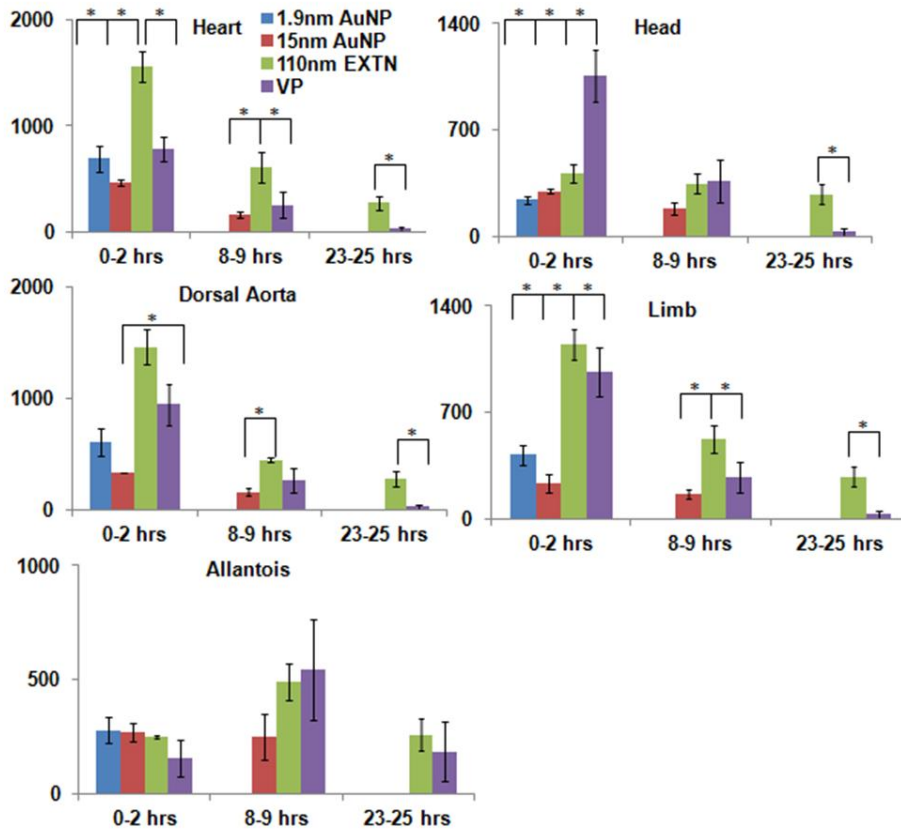 Heart
1.9nm AuNP
15nm AuNP
110nm EXTN
VP
2000
1000
0
* * *
* *
*
0-2 hrs 8-9 hrs 23-25 hrs
Head
1400
700
0
* * *
*
0-2 hrs 8-9 hrs 23-25 hrs
Dorsal Aorta
2000
1000
0
*
*
*
0-2 hrs 8-9 hrs 23-25 hrs
Limb
1400
700
0
* * *
* *
*
0-2 hrs 8-9 hrs 23-25 hrs
Allantois
1000
500
0
0-2 hrs 8-9 hrs 23-25 hrs